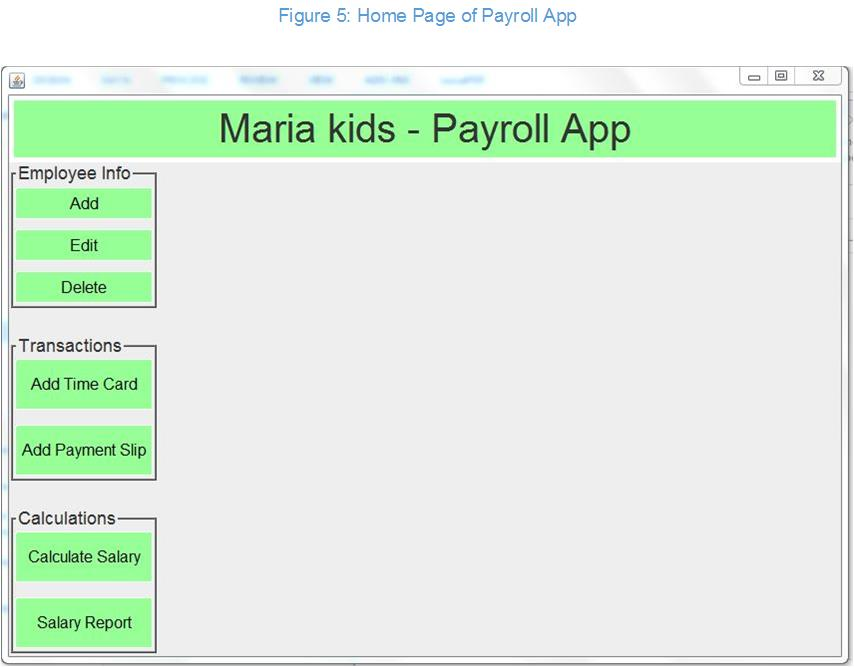 Figure 5: Home Page of Payroll App
Maria kids - Payroll App
Employee Info
Add
Edit
Delete
Transactions
Add Time Card
Add Payment Slip
Calculations
Calculate Salary
Salary Report